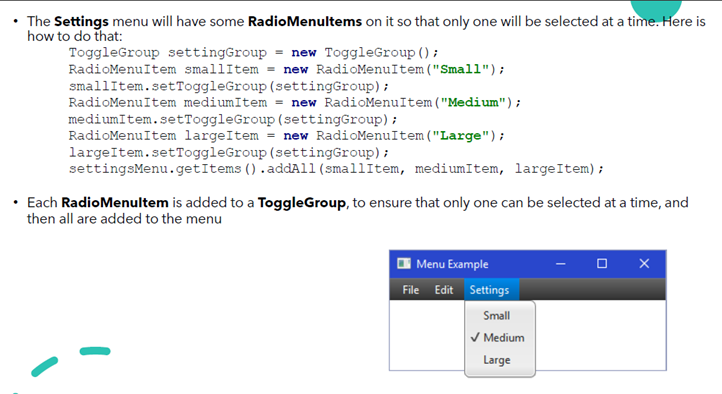 • The Settings menu will have some RadioMenuItems on it so that only one will be selected at a time. Here is
how to do that:
ToggleGroup settingGroup = new ToggleGroup();
RadioMenuItem smallItem = new RadioMenuItem("Small");
smallItem.setToggleGroup(settingGroup);
RadioMenuItem mediumItem = new RadioMenuItem("Medium");
mediumItem.setToggleGroup(settingGroup);
RadioMenuItem largeItem = new RadioMenuItem("Large");
largeItem.setToggleGroup(settingGroup);
settingsMenu.getItems().addAll(smallItem, mediumItem, largeItem);
• Each RadioMenuItem is added to a ToggleGroup, to ensure that only one can be selected at a time, and
then all are added to the menu
Menu Example
File Edit Settings
Small
✓ Medium
Large